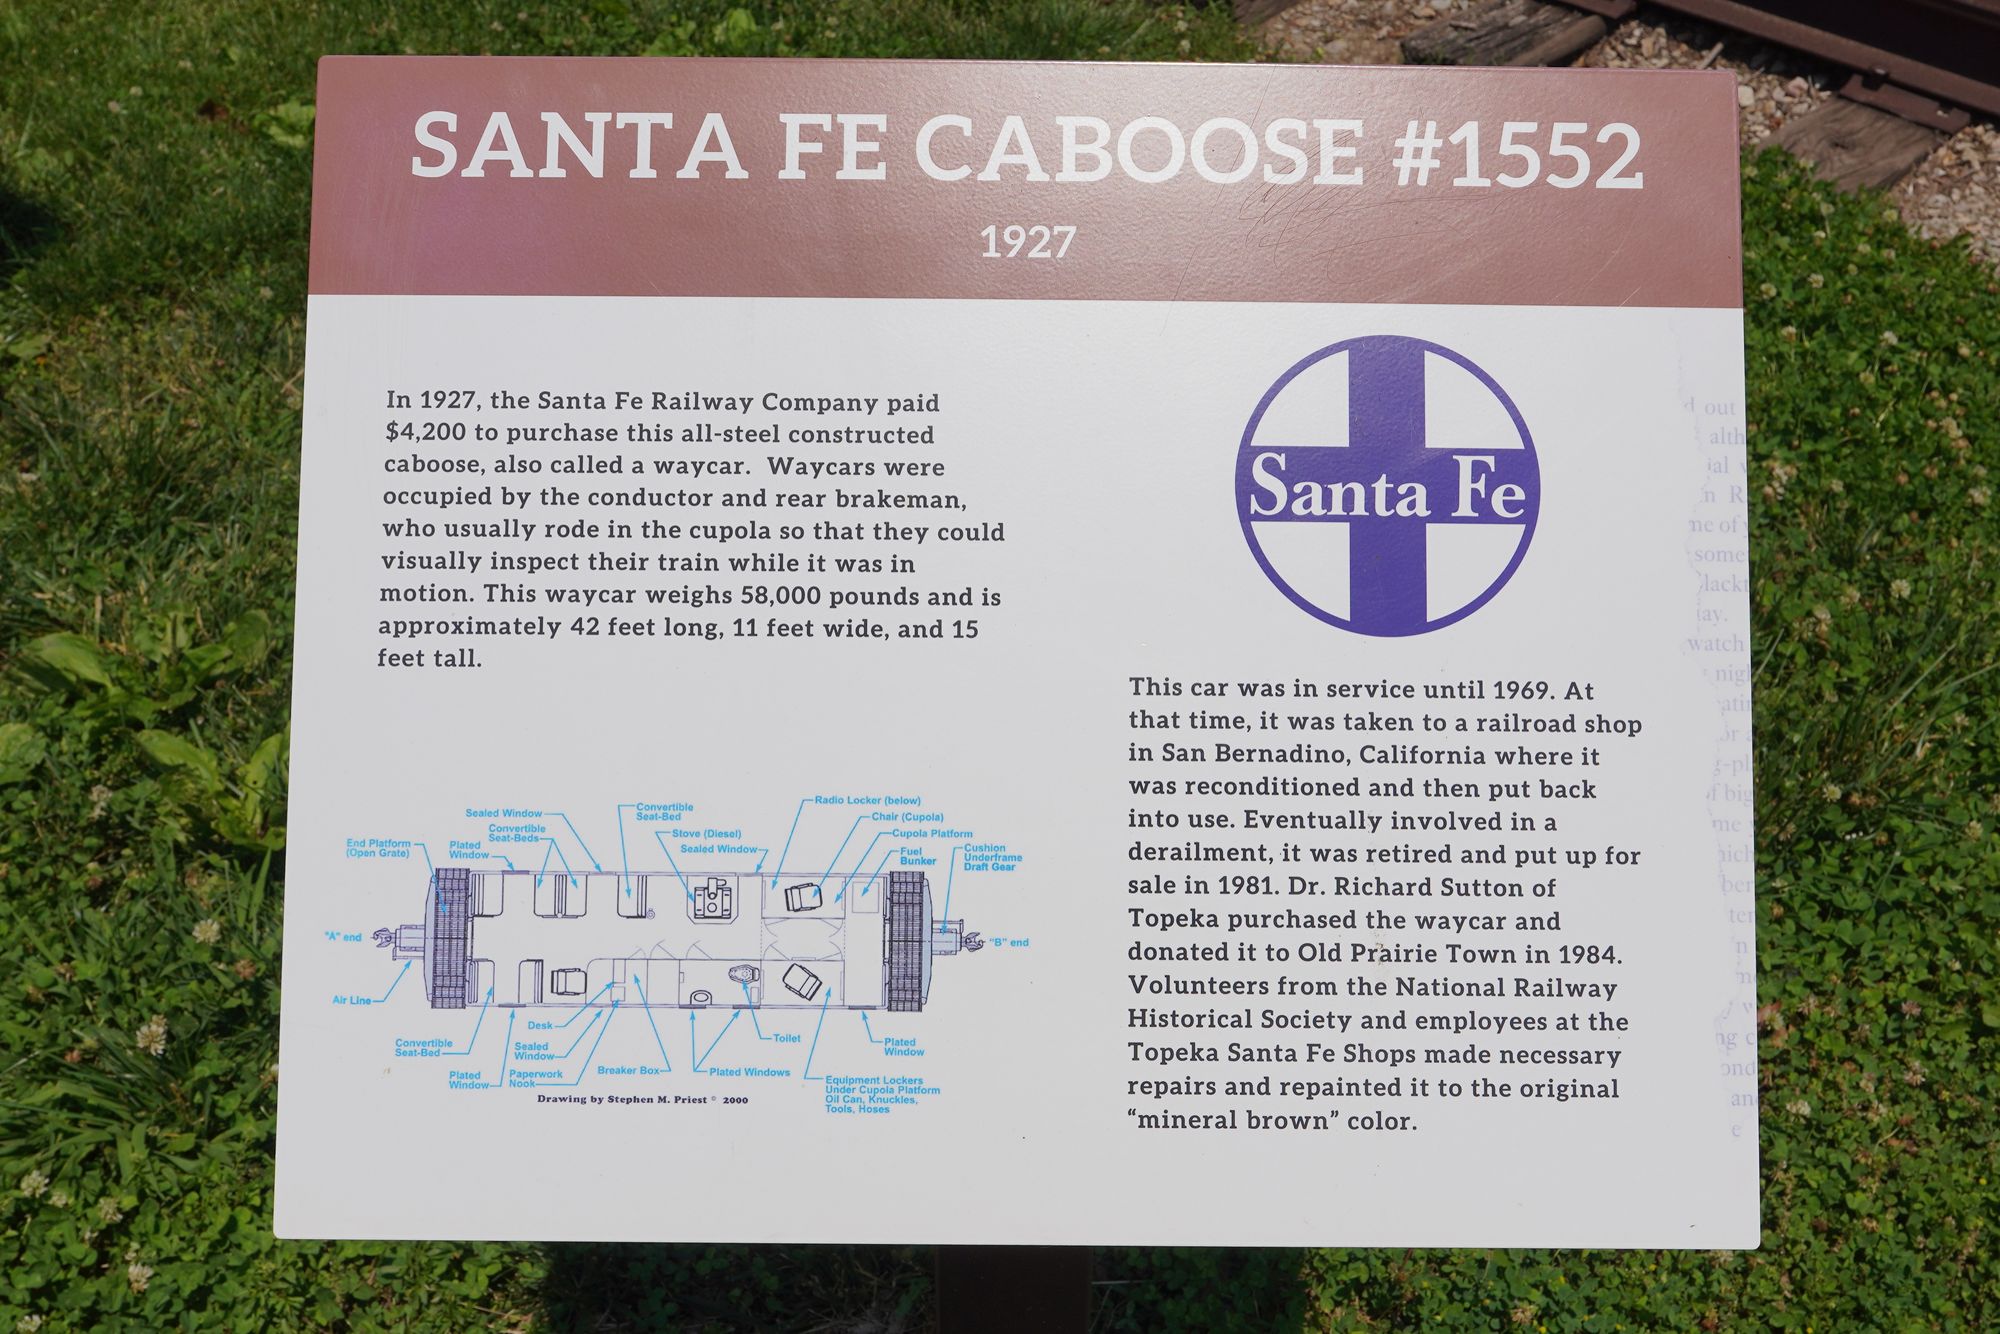 SANTA FE CABOOSE #1552
1927
In 1927, the Santa Fe Railway Company paid
$4,200 to purchase this all-steel constructed
caboose, also called a waycar.  Waycars were
occupied by the conductor and rear brakeman,
who usually rode in the cupola so that they could
visually inspect their train while it was in
motion. This waycar weighs 58,000 pounds and is
approximately 42 feet long, 11 feet wide, and 15
feet tall.
Santa Fe
This car was in service until 1969. At
that time, it was taken to a railroad shop
in San Bernadino, California where it
was reconditioned and then put back
into use. Eventually involved in a
derailment, it was retired and put up for
sale in 1981. Dr. Richard Sutton of
Topeka purchased the waycar and
donated it to Old Prairie Town in 1984.
Volunteers from the National Railway
Historical Society and employees at the
Topeka Santa Fe Shops made necessary
repairs and repainted it to the original
“mineral brown” color.
End Platform
(Open Grate)
Plated
Window
Sealed Window
Convertible
Seat-Beds
Convertible
Seat-Bed
Stove (Diesel)
Sealed Window
Radio Locker (below)
Chair (Cupola)
Cupola Platform
Fuel
Bunker
Cushion
Underframe
Draft Gear
"A" end
"B" end
Air Line
Convertible
Seat-Bed
Plated
Window
Desk
Sealed
Window
Paperwork
Nook
Breaker Box
Plated Windows
Toilet
Equipment Lockers
Under Cupola Platform
Oil Can, Knuckles,
Tools, Hoses
Plated
Window
Drawing by Stephen M. Priest © 2000
out
watch